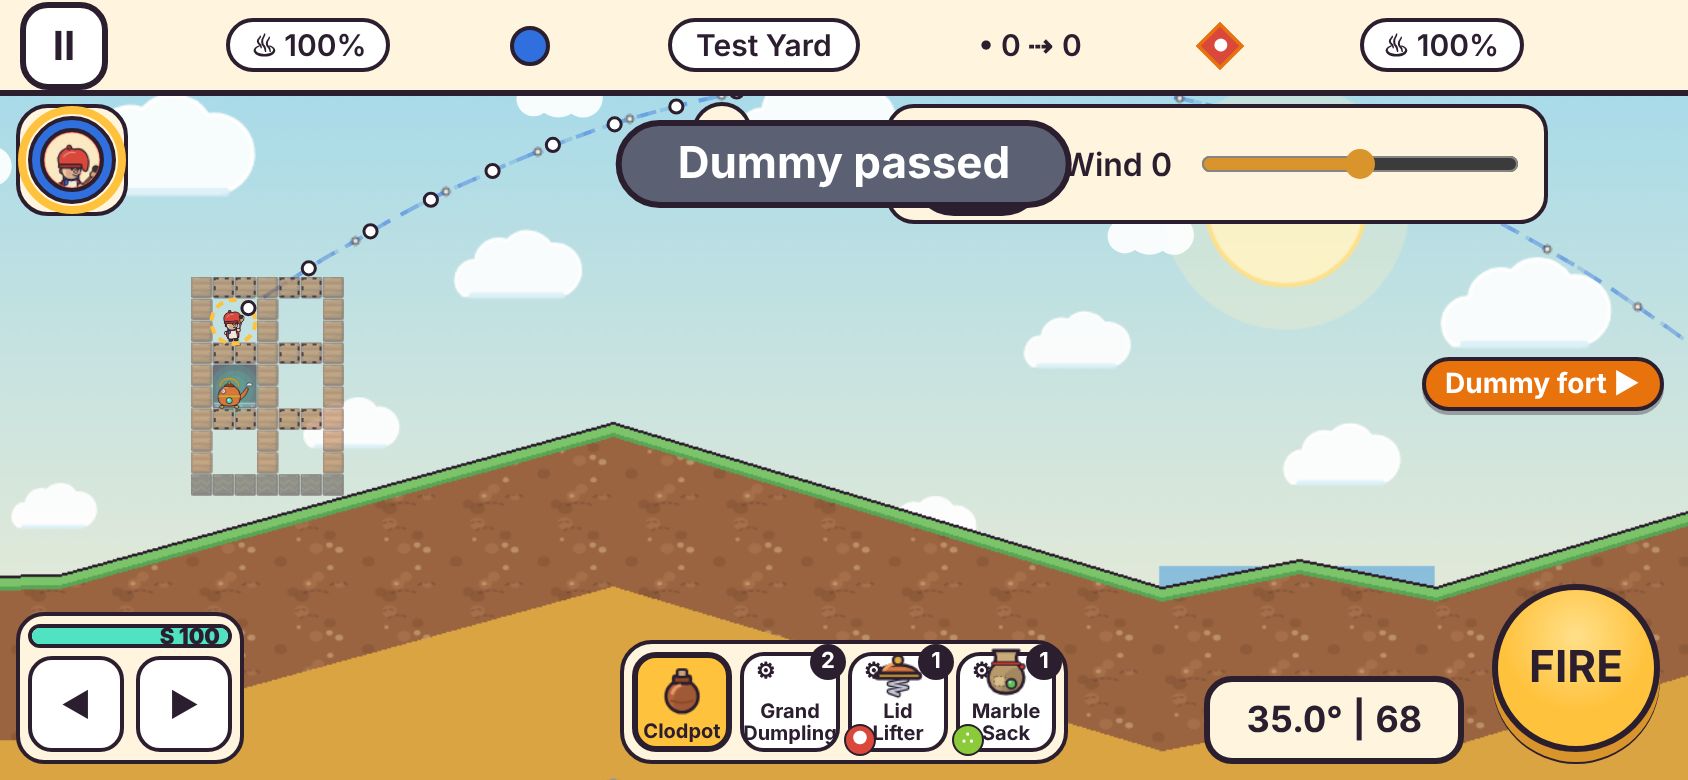 100%
Test Yard
• 0 ⇢ 0
100%
Dummy passed
Wind 0
Dummy fort ▶
S 100
Clodpot
2
Grand
Dumpling
1
Lid
Lifter
1
Marble
Sack
35.0° | 68
FIRE